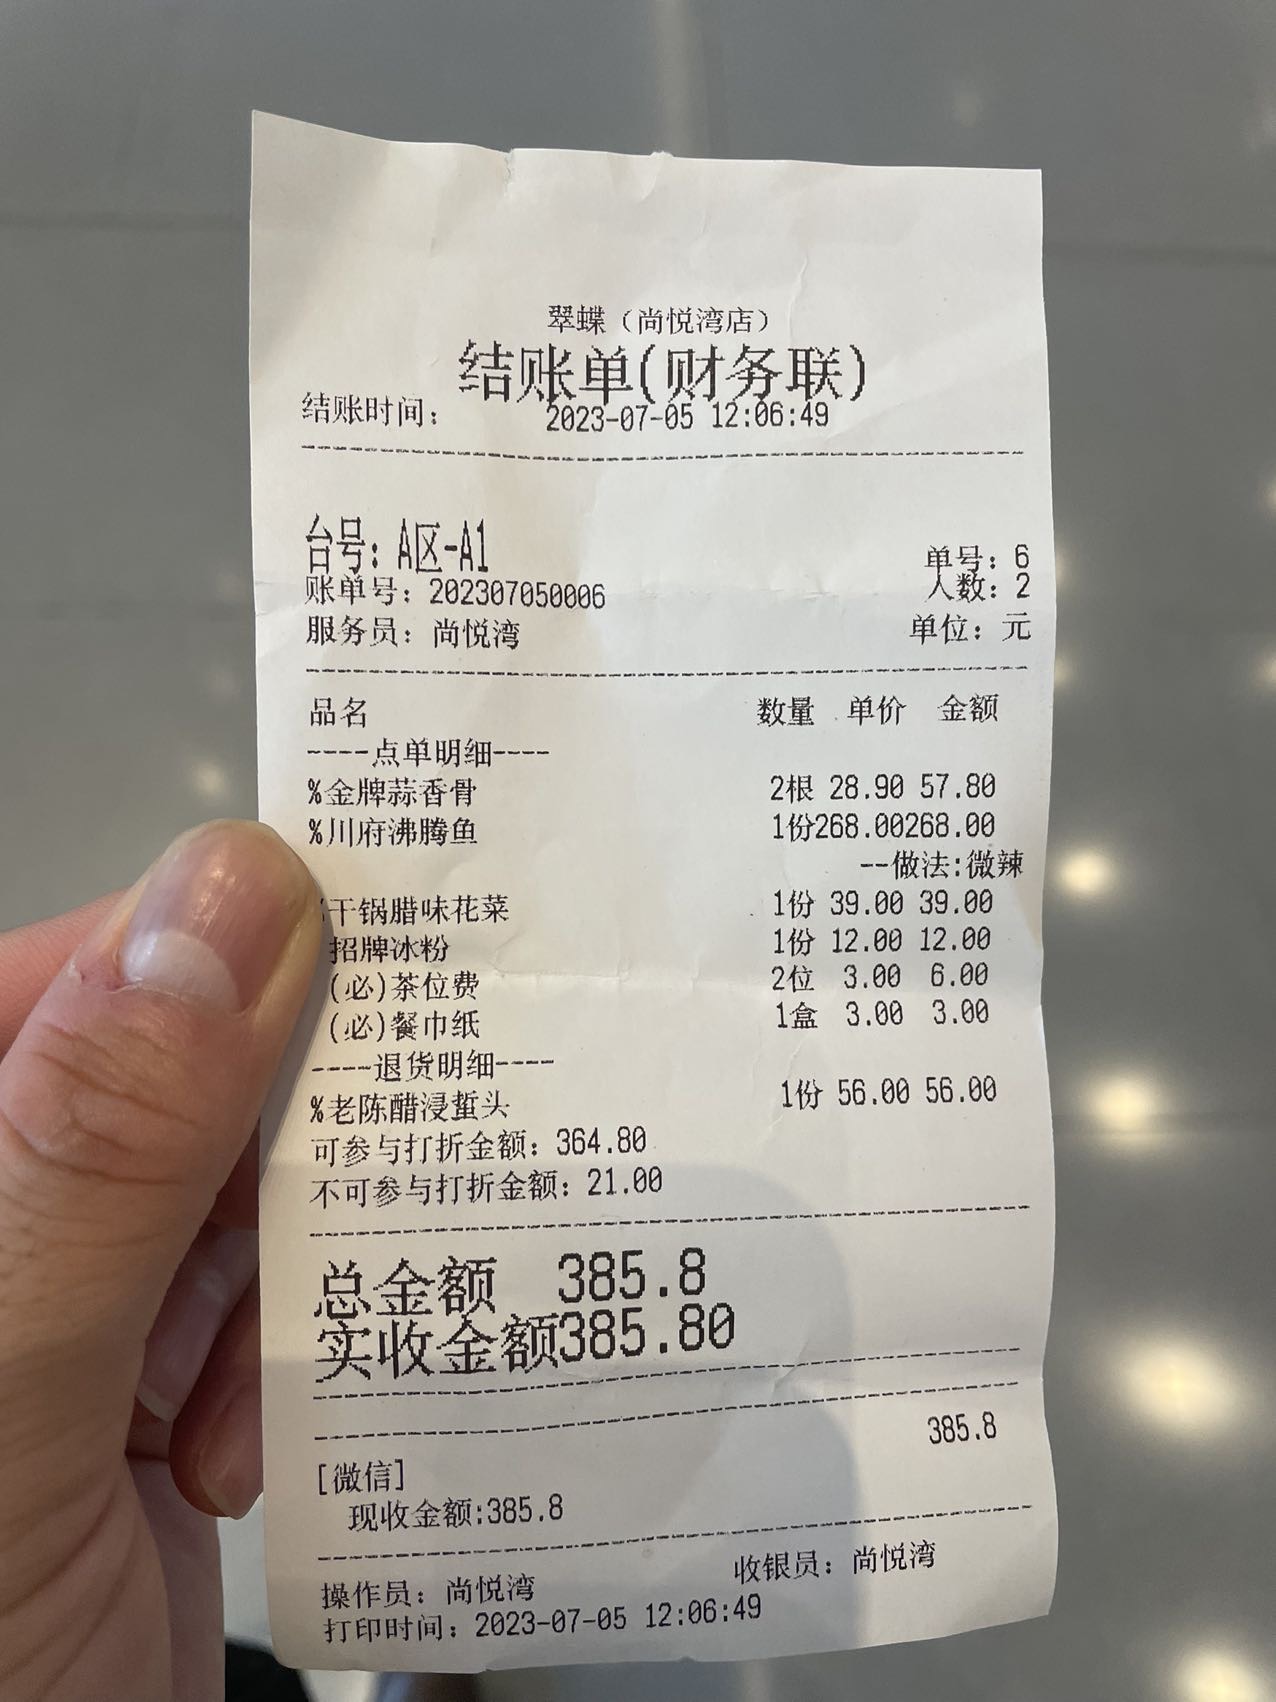 翠蝶（尚悦湾店）
结账单(财务联)
结账时间： 2023-07-05 12:06:49
台号：A区-A1
单号：6
账单号：202307050006 人数：2
服务员：尚悦湾 单位：元
品名 数量 单价 金额
----点单明细----
%金牌蒜香骨 2根 28.90 57.80
%川府沸腾鱼 1份268.00268.00
--做法:微辣
干锅腊味花菜 1份 39.00 39.00
招牌冰粉 1份 12.00 12.00
(必)茶位费 2位 3.00 6.00
(必)餐巾纸 1盒 3.00 3.00
----退货明细----
%老陈醋浸蜇头 1份 56.00 56.00
可参与打折金额：364.80
不可参与打折金额：21.00
总金额 385.8
实收金额385.80
385.8
[微信]
现收金额:385.8
操作员：尚悦湾 收银员：尚悦湾
打印时间：2023-07-05 12:06:49